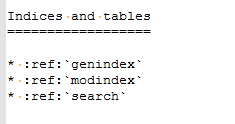 Indices and tables
==================
* :ref:`genindex`
* :ref:`modindex`
* :ref:`search`